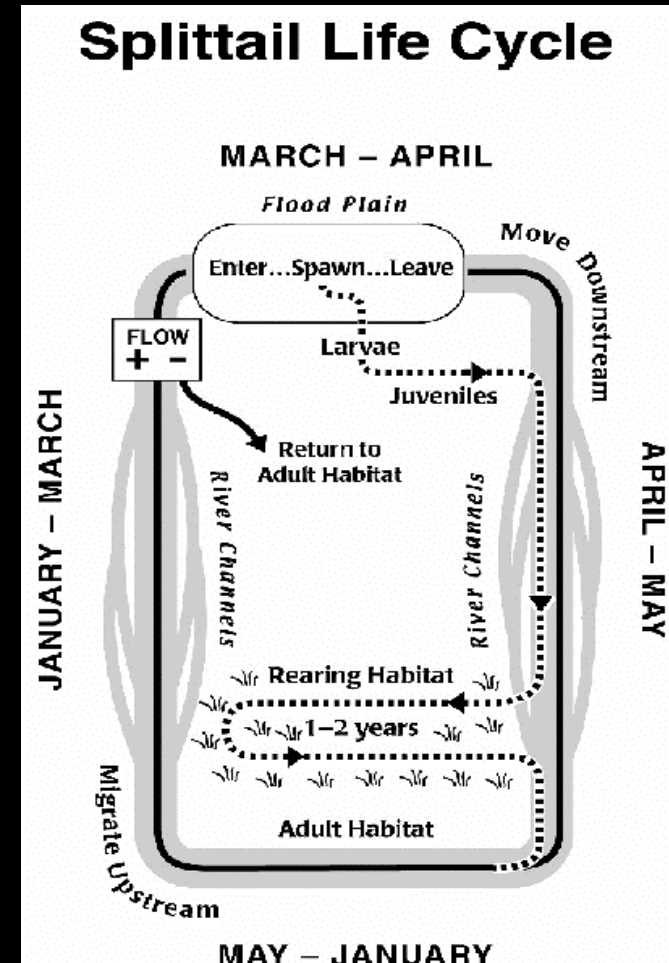 Splittail Life Cycle
MARCH – APRIL
Flood Plain
Enter...Spawn...Leave
Move Downstream
FLOW
+ –
Larvae
Juveniles
Return to
Adult Habitat
JANUARY – MARCH
River Channels
River Channels
APRIL – MAY
Rearing Habitat
1–2 years
Adult Habitat
Migrate Upstream
MAY – JANUARY